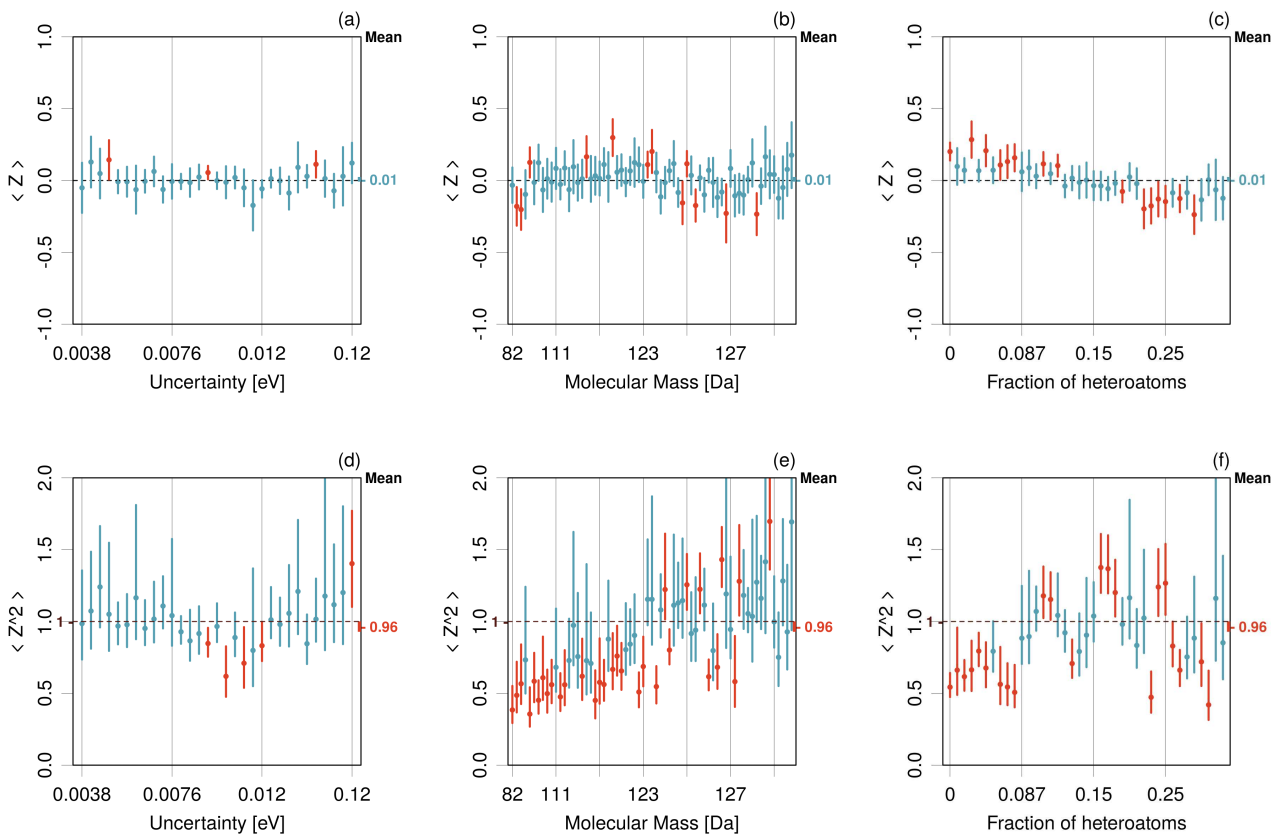 (a)
Mean
1.0
0.5
0.0
-0.5
-1.0
< Z >
0.01
0.0038
0.0076
0.012
0.12
Uncertainty [eV]
(b)
Mean
1.0
0.5
0.0
-0.5
-1.0
< Z >
0.01
82
111
123
127
Molecular Mass [Da]
(c)
Mean
1.0
0.5
0.0
-0.5
-1.0
< Z >
0.01
0
0.087
0.15
0.25
Fraction of heteroatoms
(d)
Mean
2.0
1.5
1.0
0.5
0.0
< Z^2 >
1
0.96
0.0038
0.0076
0.012
0.12
Uncertainty [eV]
(e)
Mean
2.0
1.5
1.0
0.5
0.0
< Z^2 >
1
0.96
82
111
123
127
Molecular Mass [Da]
(f)
Mean
2.0
1.5
1.0
0.5
0.0
< Z^2 >
1
0.96
0
0.087
0.15
0.25
Fraction of heteroatoms